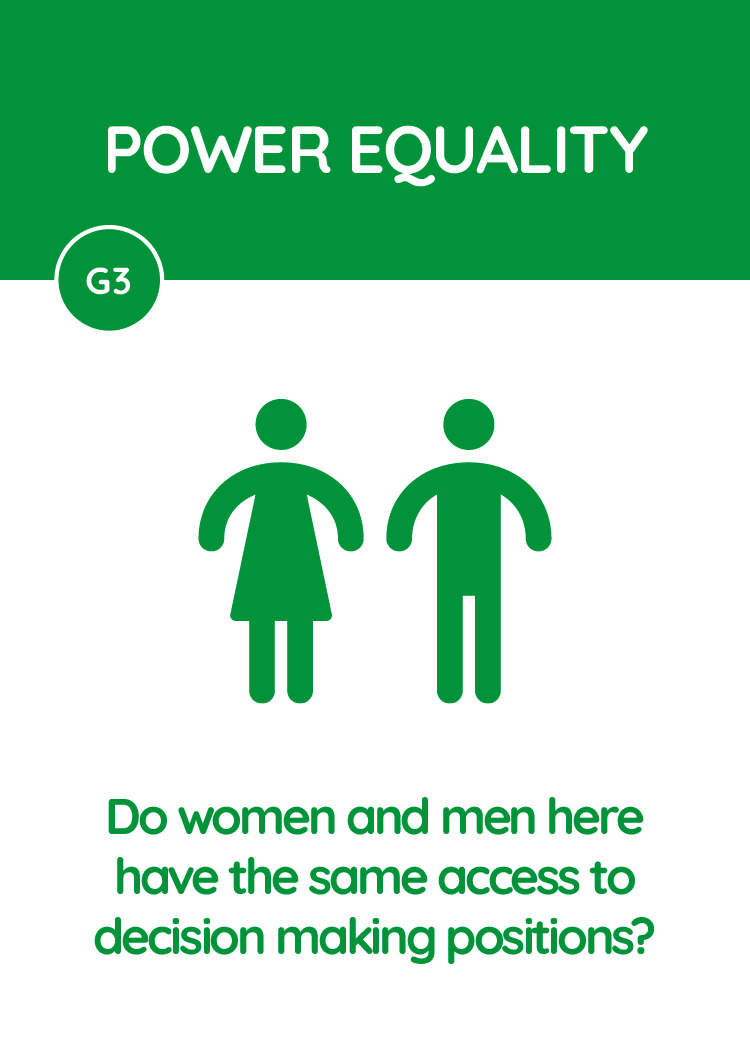 POWER EQUALITY
G3
Do women and men here
have the same access to
decision making positions?